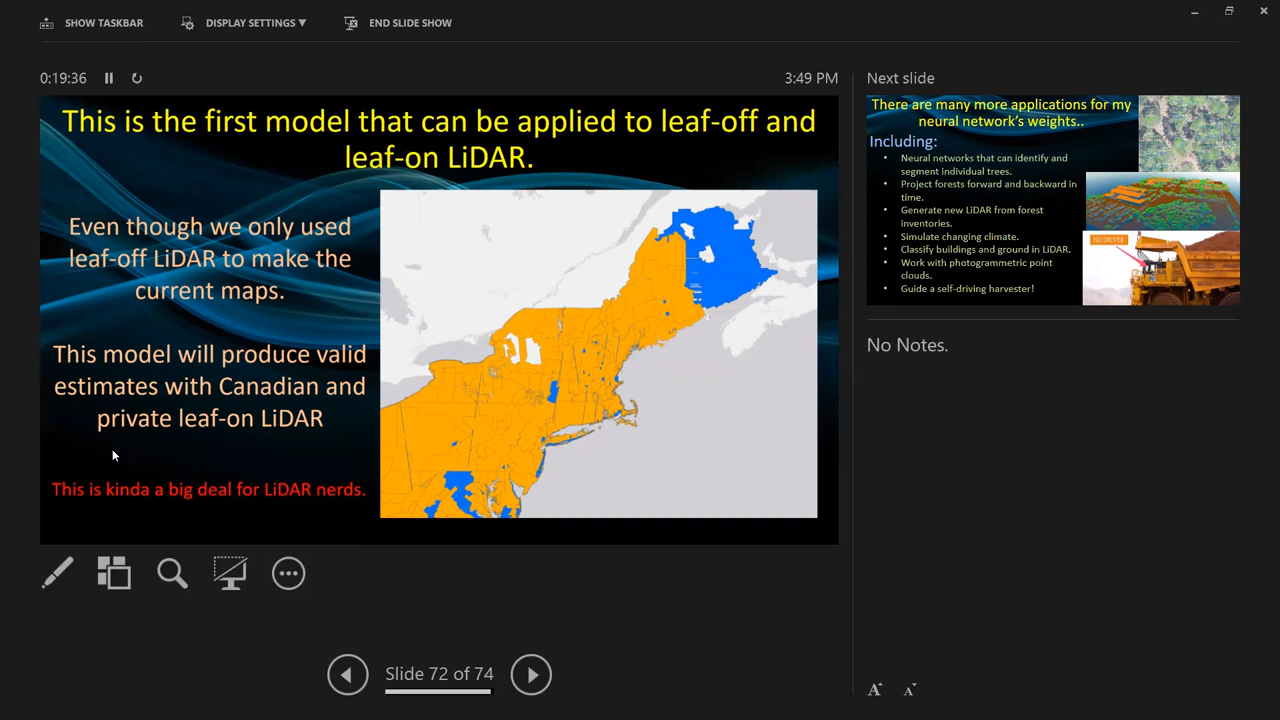 SHOW TASKBAR
DISPLAY SETTINGS ▼
END SLIDE SHOW
0:19:36
3:49 PM
This is the first model that can be applied to leaf-off and
leaf-on LiDAR.
Even though we only used
leaf-off LiDAR to make the
current maps.
This model will produce valid
estimates with Canadian and
private leaf-on LiDAR
This is kinda a big deal for LiDAR nerds.
Slide 72 of 74
Next slide
There are many more applications for my
neural network's weights..
Including:
• Neural networks that can identify and
segment individual trees.
• Project forests forward and backward in
time.
• Generate new LiDAR from forest
inventories.
• Simulate changing climate.
• Classify buildings and ground in LiDAR.
• Work with photogrammetric point
clouds.
• Guide a self-driving harvester!
NO DRIVER
No Notes.
A A